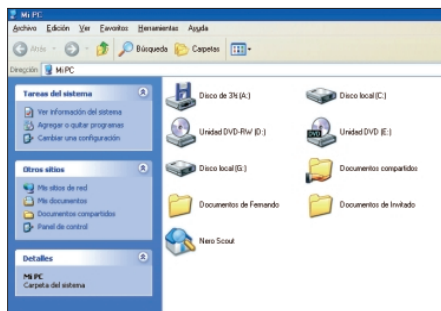 Mi PC
Archivo Edición Ver Favoritos Herramientas Ayuda
Atrás Búsqueda Carpetas
Dirección Mi PC
Tareas del sistema
Ver información del sistema
Agregar o quitar programas
Cambiar una configuración
Otros sitios
Mis sitios de red
Mis documentos
Documentos compartidos
Panel de control
Detalles
Mi PC
Carpeta del sistema
Disco de 3½ (A:)
Disco local (C:)
Unidad DVD-RW (D:)
DVD Unidad DVD (E:)
Disco local (G:)
Documentos compartidos
Documentos de Fernando
Documentos de Invitado
Nero Scout